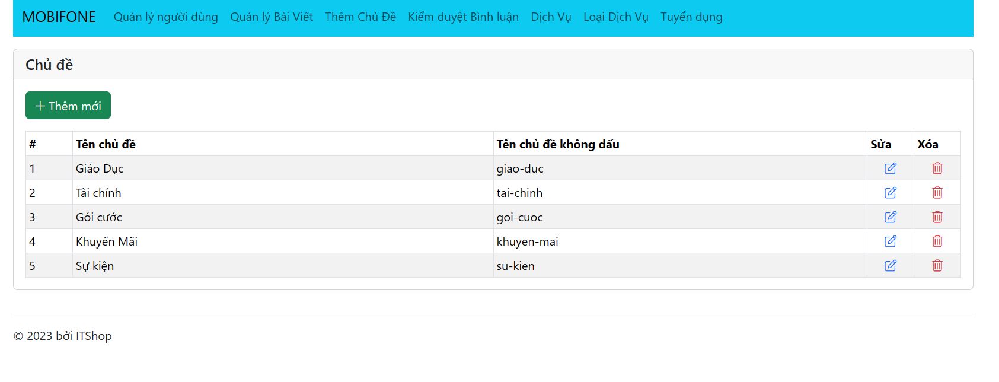 MOBIFONE Quản lý người dùng Quản lý Bài Viết Thêm Chủ Đề Kiểm duyệt Bình luận Dịch Vụ Loại Dịch Vụ Tuyển dụng
Chủ đề
+ Thêm mới
# Tên chủ đề Tên chủ đề không dấu Sửa Xóa
1 Giáo Dục giao-duc
2 Tài chính tai-chinh
3 Gói cước goi-cuoc
4 Khuyến Mãi khuyen-mai
5 Sự kiện su-kien
© 2023 bởi ITShop